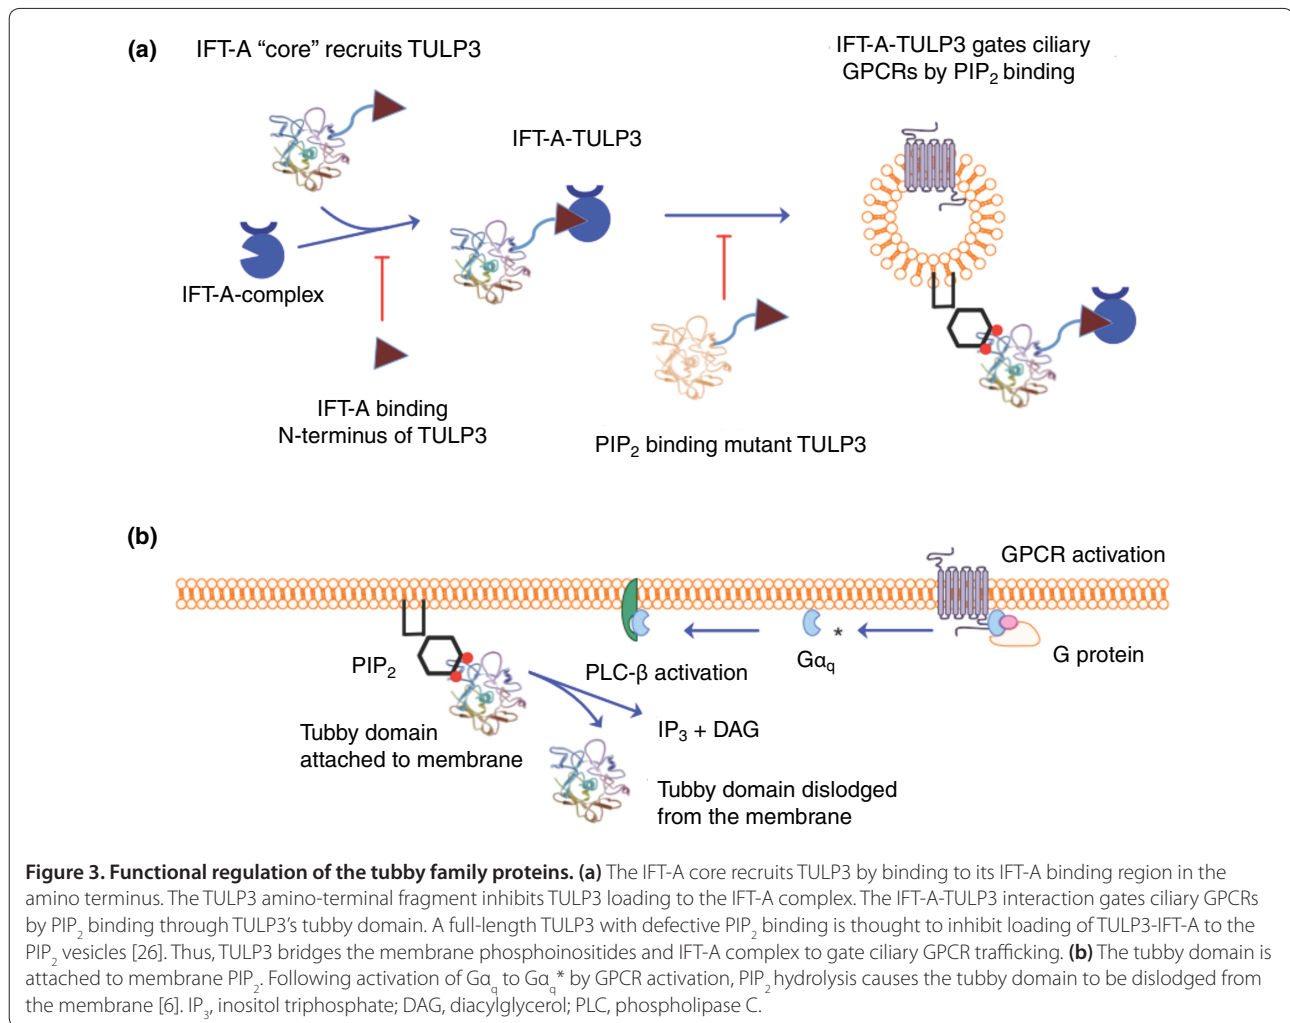 (a)
IFT-A “core” recruits TULP3
IFT-A-TULP3 gates ciliary
GPCRs by PIP₂ binding
IFT-A-TULP3
IFT-A-complex
IFT-A binding
N-terminus of TULP3
PIP₂ binding mutant TULP3
(b)
GPCR activation
PIP₂
PLC-β activation
Gαq
*
G protein
Tubby domain
attached to membrane
IP₃ + DAG
Tubby domain dislodged
from the membrane
Figure 3. Functional regulation of the tubby family proteins. (a) The IFT-A core recruits TULP3 by binding to its IFT-A binding region in the
amino terminus. The TULP3 amino-terminal fragment inhibits TULP3 loading to the IFT-A complex. The IFT-A-TULP3 interaction gates ciliary GPCRs
by PIP₂ binding through TULP3’s tubby domain. A full-length TULP3 with defective PIP₂ binding is thought to inhibit loading of TULP3-IFT-A to the
PIP₂ vesicles [26]. Thus, TULP3 bridges the membrane phosphoinositides and IFT-A complex to gate ciliary GPCR trafficking. (b) The tubby domain is
attached to membrane PIP₂. Following activation of Gαq to Gαq* by GPCR activation, PIP₂ hydrolysis causes the tubby domain to be dislodged from
the membrane [6]. IP₃, inositol triphosphate; DAG, diacylglycerol; PLC, phospholipase C.